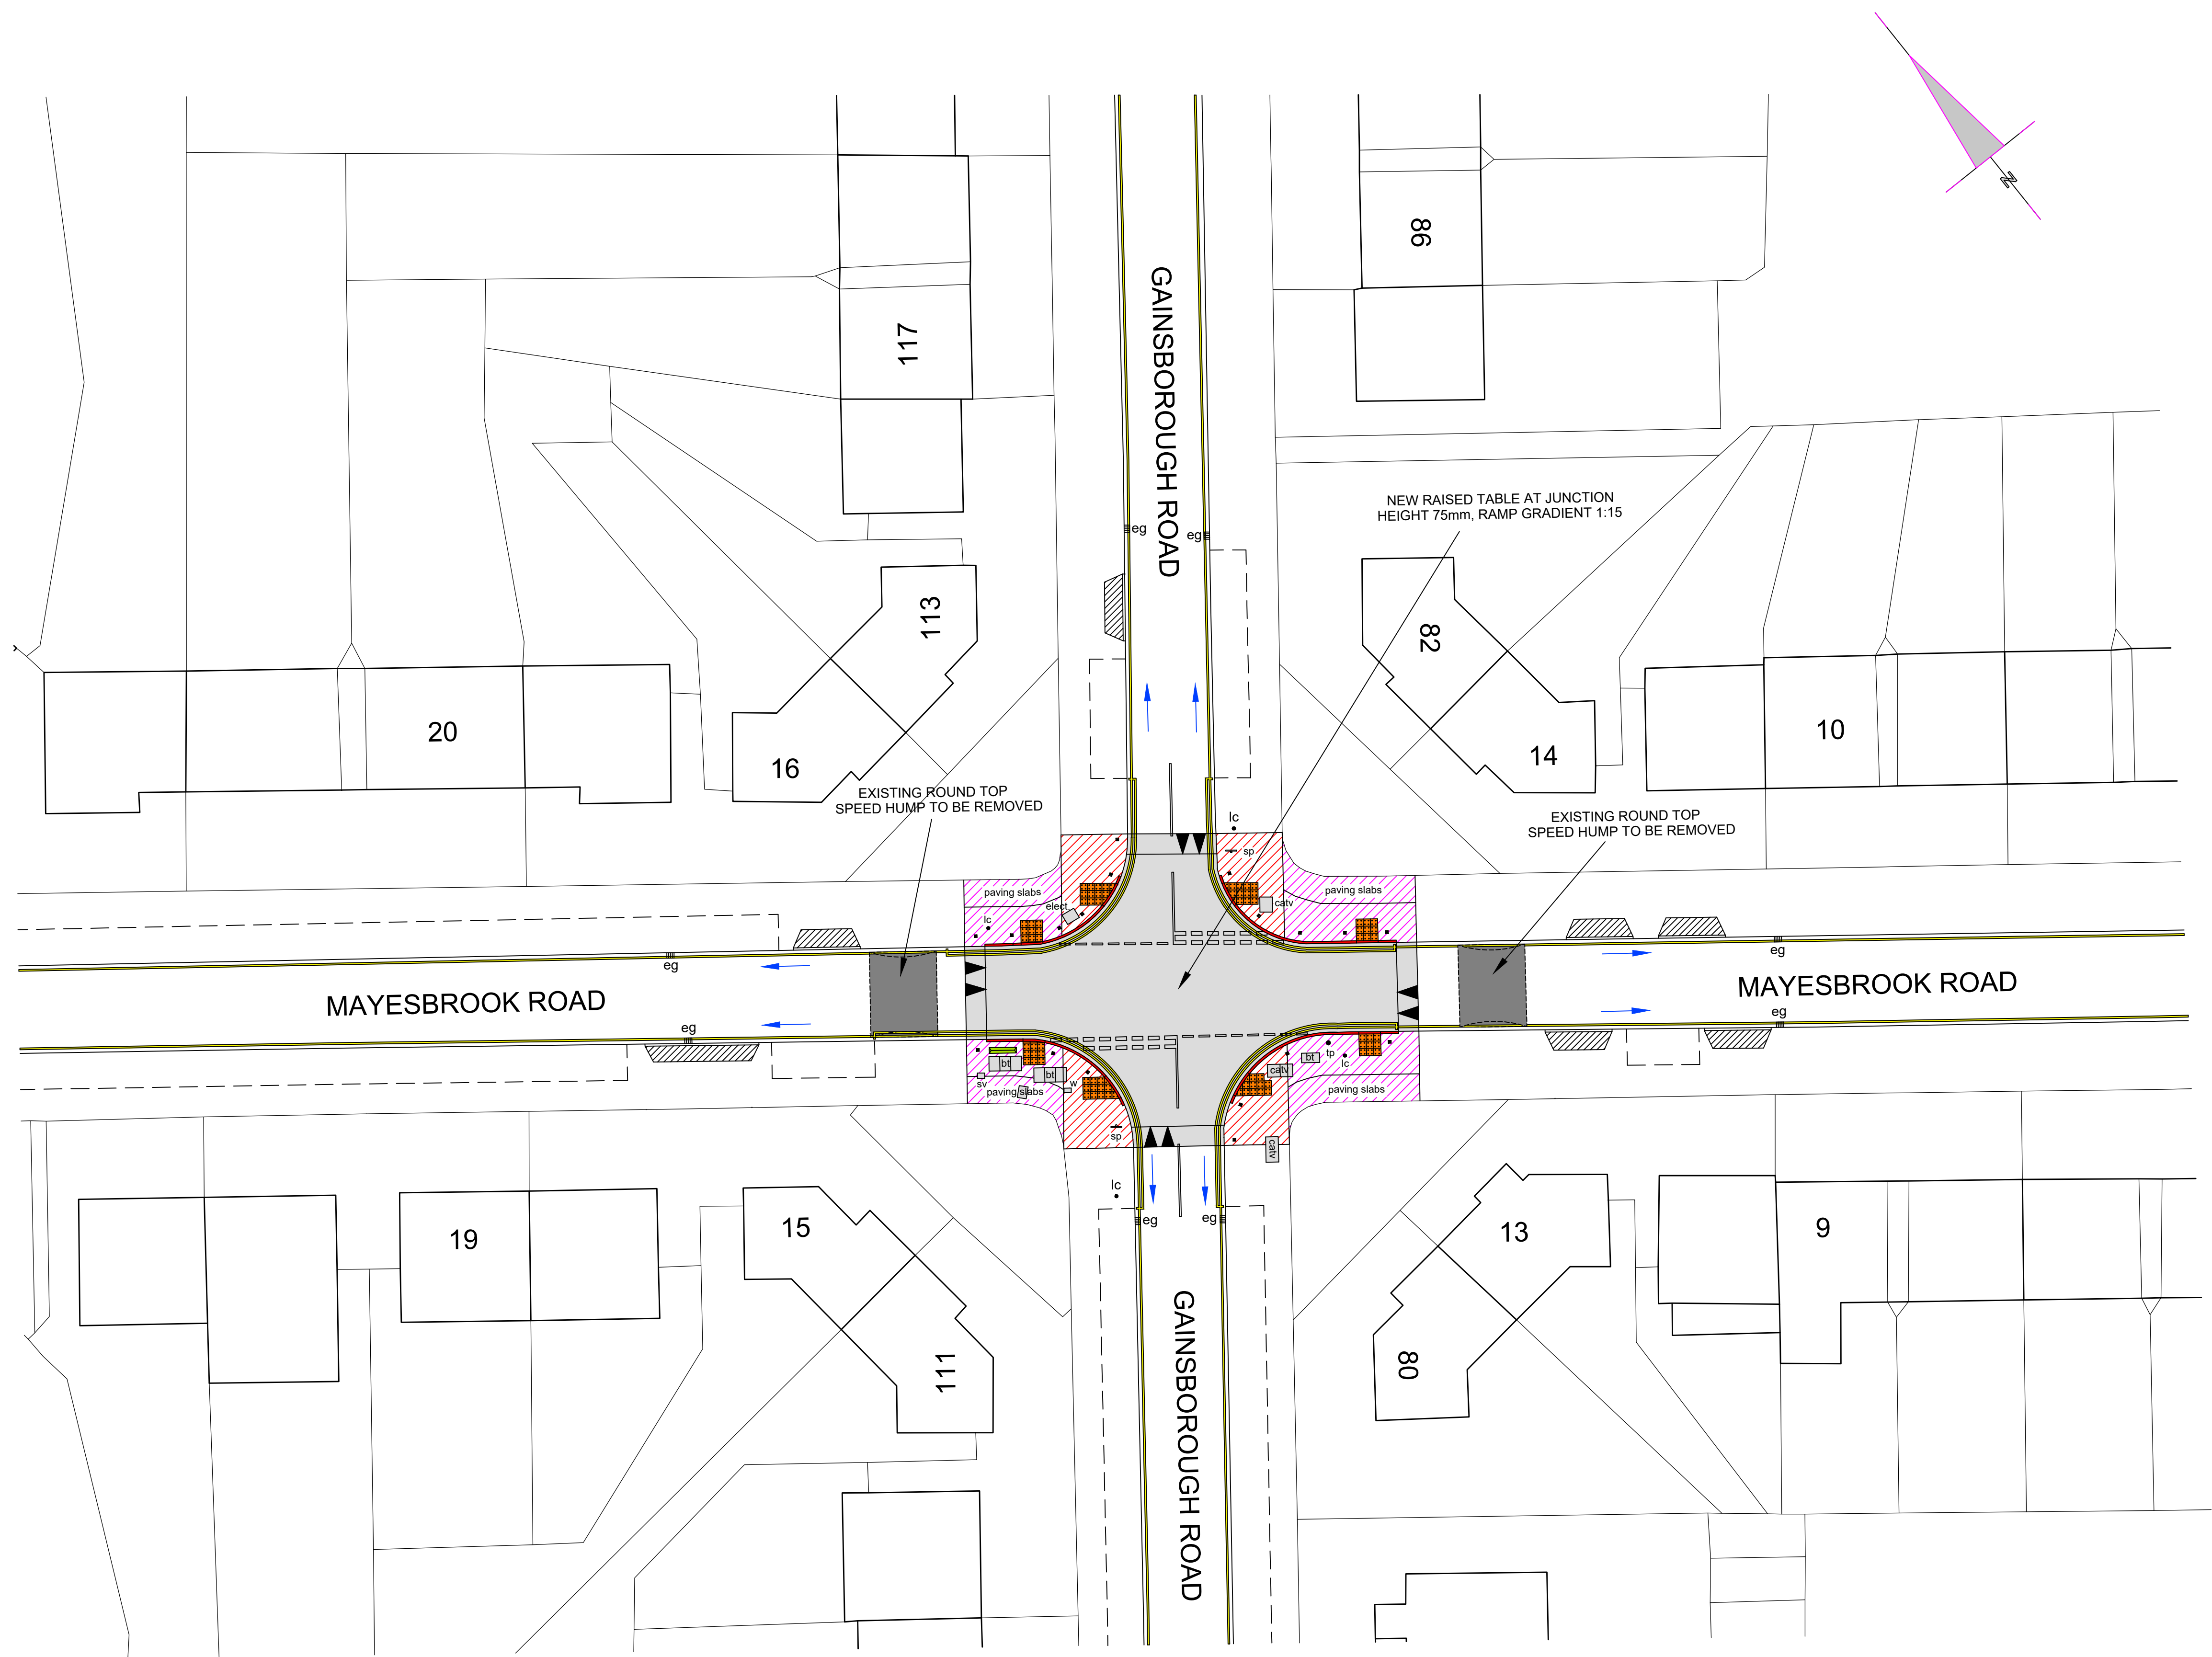 N
86
GAINSBOROUGH ROAD
117
NEW RAISED TABLE AT JUNCTION
HEIGHT 75mm, RAMP GRADIENT 1:15
eg
eg
113
82
20
10
14
16
EXISTING ROUND TOP
SPEED HUMP TO BE REMOVED
EXISTING ROUND TOP
SPEED HUMP TO BE REMOVED
lc
sp
paving slabs
paving slabs
elect
catv
lc
eg
eg
MAYESBROOK ROAD
MAYESBROOK ROAD
eg
eg
tp
bt
lc
bt
bt
catv
sv
w
paving slabs
paving slabs
sp
catv
lc
eg
eg
15
13
9
19
GAINSBOROUGH ROAD
111
80